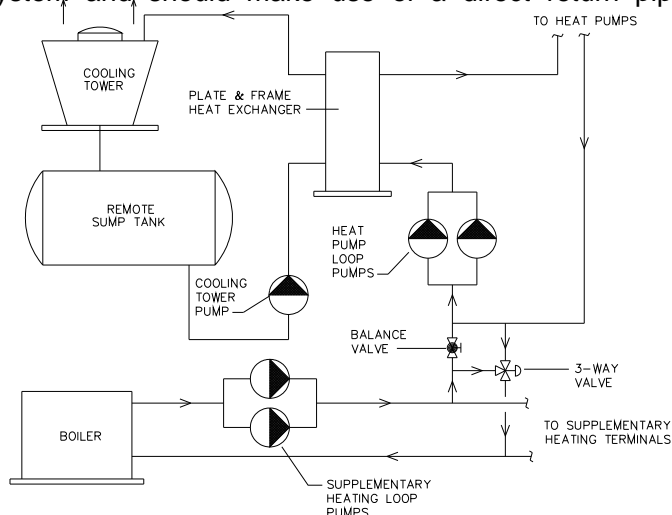 ystem and should make use of a direct return pip
TO HEAT PUMPS
COOLING
TOWER
PLATE & FRAME
HEAT EXCHANGER
REMOTE
SUMP TANK
HEAT
PUMP
LOOP
PUMPS
COOLING
TOWER
PUMP
BALANCE
VALVE
3-WAY
VALVE
BOILER
TO SUPPLEMENTARY
HEATING TERMINALS
SUPPLEMENTARY
HEATING LOOP
PUMPS